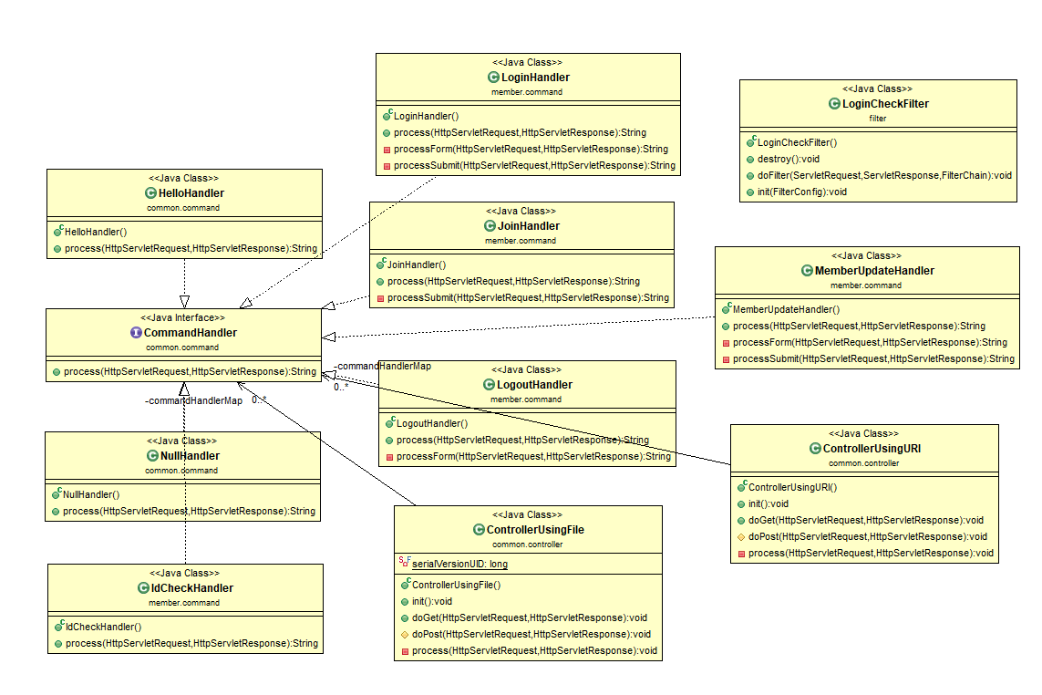 <<Java Class>>
LoginHandler
member.command
LoginHandler()
process(HttpServletRequest,HttpServletResponse):String
processForm(HttpServletRequest,HttpServletResponse):String
processSubmit(HttpServletRequest,HttpServletResponse):String
<<Java Class>>
LoginCheckFilter
filter
LoginCheckFilter()
destroy():void
doFilter(ServletRequest,ServletResponse,FilterChain):void
init(FilterConfig):void
<<Java Class>>
HelloHandler
common.command
HelloHandler()
process(HttpServletRequest,HttpServletResponse):String
<<Java Class>>
JoinHandler
member.command
JoinHandler()
process(HttpServletRequest,HttpServletResponse):String
processSubmit(HttpServletRequest,HttpServletResponse):String
<<Java Class>>
MemberUpdateHandler
member.command
MemberUpdateHandler()
process(HttpServletRequest,HttpServletResponse):String
processForm(HttpServletRequest,HttpServletResponse):String
processSubmit(HttpServletRequest,HttpServletResponse):String
<<Java Interface>>
CommandHandler
common.command
process(HttpServletRequest,HttpServletResponse):String
-commandHandlerMap
0..*
-commandHandlerMap
0..*
<<Java Class>>
LogoutHandler
member.command
LogoutHandler()
process(HttpServletRequest,HttpServletResponse):String
processForm(HttpServletRequest,HttpServletResponse):String
<<Java Class>>
NullHandler
common.command
NullHandler()
process(HttpServletRequest,HttpServletResponse):String
<<Java Class>>
ControllerUsingURI
common.controller
ControllerUsingURI()
init():void
doGet(HttpServletRequest,HttpServletResponse):void
doPost(HttpServletRequest,HttpServletResponse):void
process(HttpServletRequest,HttpServletResponse):void
<<Java Class>>
ControllerUsingFile
common.controller
serialVersionUID: long
ControllerUsingFile()
init():void
doGet(HttpServletRequest,HttpServletResponse):void
doPost(HttpServletRequest,HttpServletResponse):void
process(HttpServletRequest,HttpServletResponse):void
<<Java Class>>
IdCheckHandler
member.command
IdCheckHandler()
process(HttpServletRequest,HttpServletResponse):String